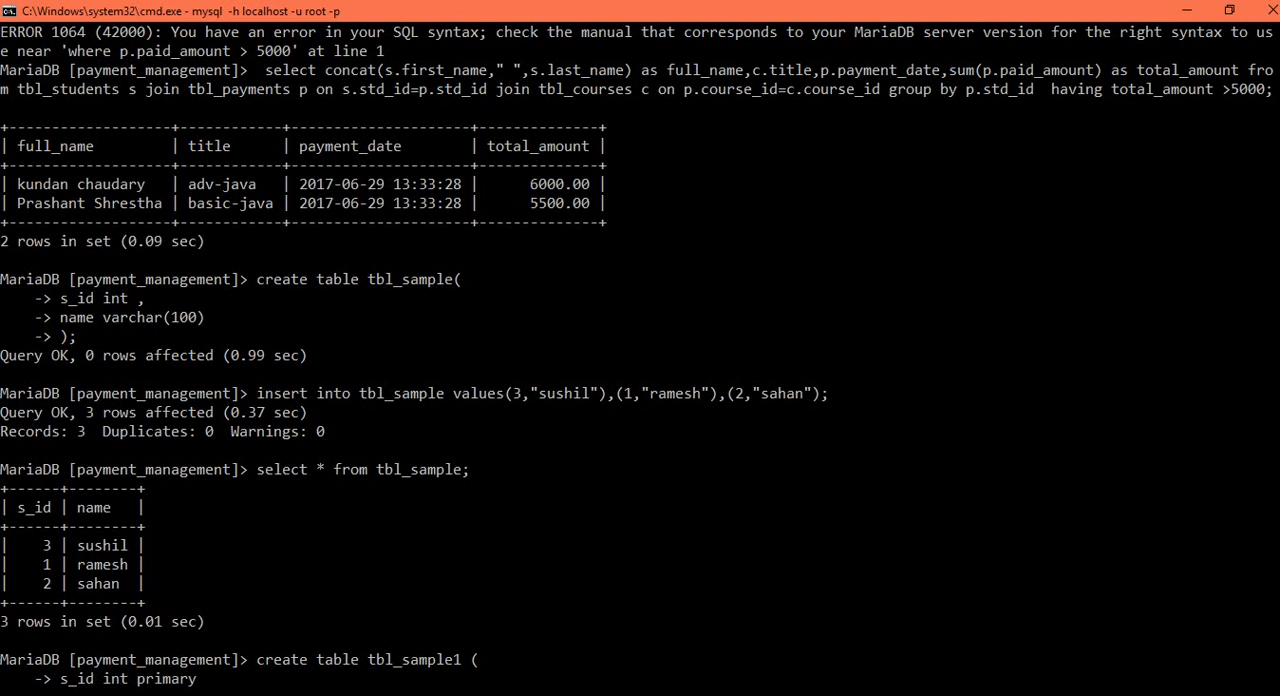 C:\Windows\system32\cmd.exe - mysql  -h localhost -u root -p
ERROR 1064 (42000): You have an error in your SQL syntax; check the manual that corresponds to your MariaDB server version for the right syntax to us
e near 'where p.paid_amount > 5000' at line 1
MariaDB [payment_management]>  select concat(s.first_name," ",s.last_name) as full_name,c.title,p.payment_date,sum(p.paid_amount) as total_amount fro
m tbl_students s join tbl_payments p on s.std_id=p.std_id join tbl_courses c on p.course_id=c.course_id group by p.std_id  having total_amount >5000;
+-------------------+------------+---------------------+--------------+
| full_name         | title      | payment_date        | total_amount |
+-------------------+------------+---------------------+--------------+
| kundan chaudary   | adv-java   | 2017-06-29 13:33:28 |      6000.00 |
| Prashant Shrestha | basic-java | 2017-06-29 13:33:28 |      5500.00 |
+-------------------+------------+---------------------+--------------+
2 rows in set (0.09 sec)
MariaDB [payment_management]> create table tbl_sample(
    -> s_id int ,
    -> name varchar(100)
    -> );
Query OK, 0 rows affected (0.99 sec)
MariaDB [payment_management]> insert into tbl_sample values(3,"sushil"),(1,"ramesh"),(2,"sahan");
Query OK, 3 rows affected (0.37 sec)
Records: 3  Duplicates: 0  Warnings: 0
MariaDB [payment_management]> select * from tbl_sample;
+------+--------+
| s_id | name   |
+------+--------+
|    3 | sushil |
|    1 | ramesh |
|    2 | sahan  |
+------+--------+
3 rows in set (0.01 sec)
MariaDB [payment_management]> create table tbl_sample1 (
    -> s_id int primary